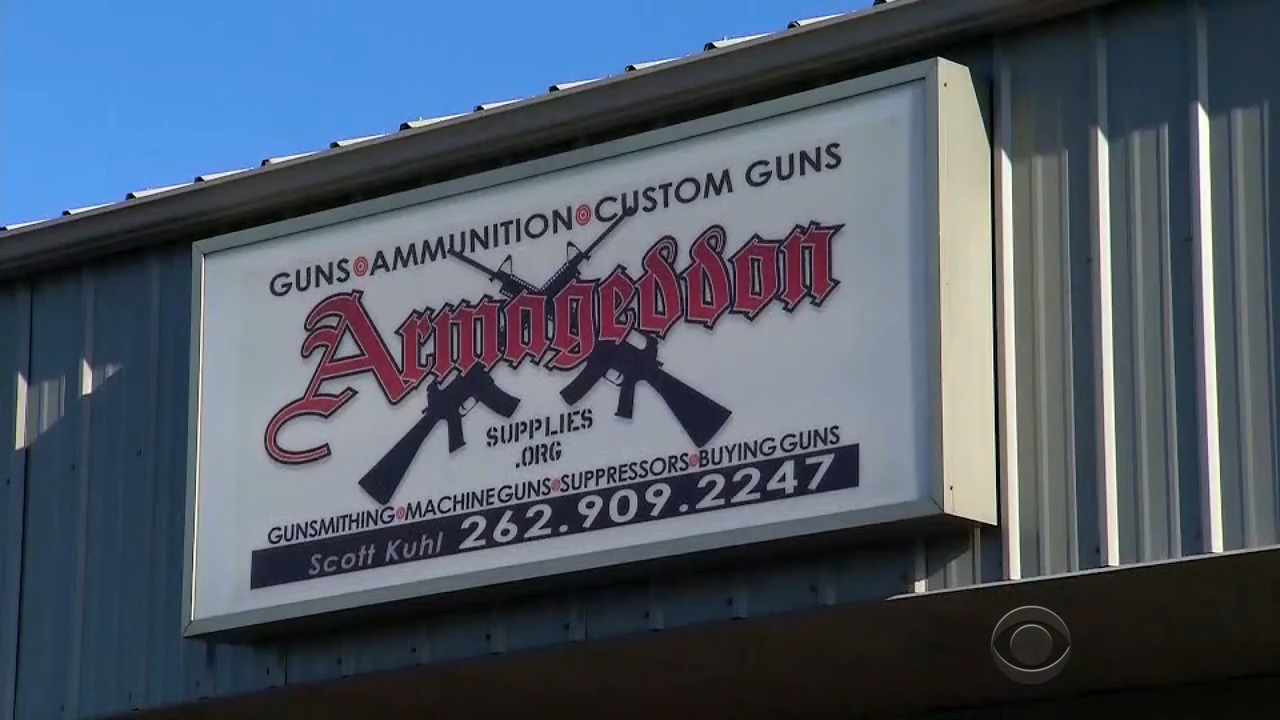 GUNS AMMUNITION CUSTOM GUNS
Armageddon
SUPPLIES
.ORG
GUNSMITHING MACHINE GUNS SUPPRESSORS BUYING GUNS
Scott Kuhl 262.909.2247